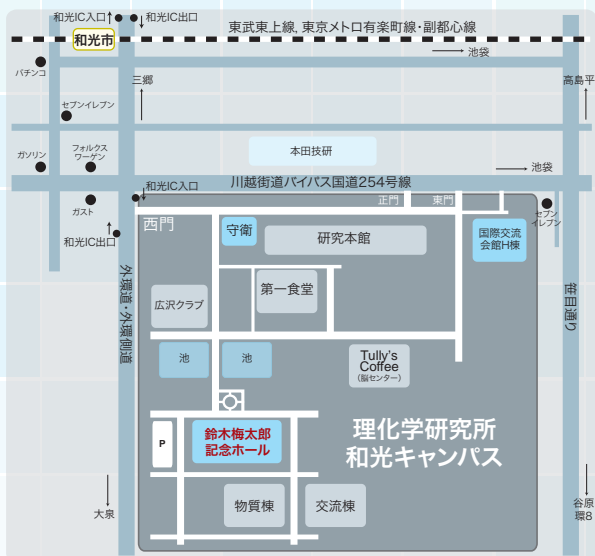 和光IC入口
和光IC出口
東武東上線, 東京メトロ有楽町線・副都心線
和光市
池袋
パチンコ
三郷
高島平
セブンイレブン
本田技研
ガソリン
フォルクス
ワーゲン
池袋
和光IC入口
川越街道バイパス国道254号線
ガスト
正門
東門
セブン
イレブン
西門
守衛
研究本館
国際交流
会館H棟
和光IC出口
外環道・外環側道
広沢クラブ
第一食堂
笹目通り
池
池
Tully's
Coffee
(脳センター)
P
鈴木梅太郎
記念ホール
理化学研究所
和光キャンパス
物質棟
交流棟
大泉
谷原
環8